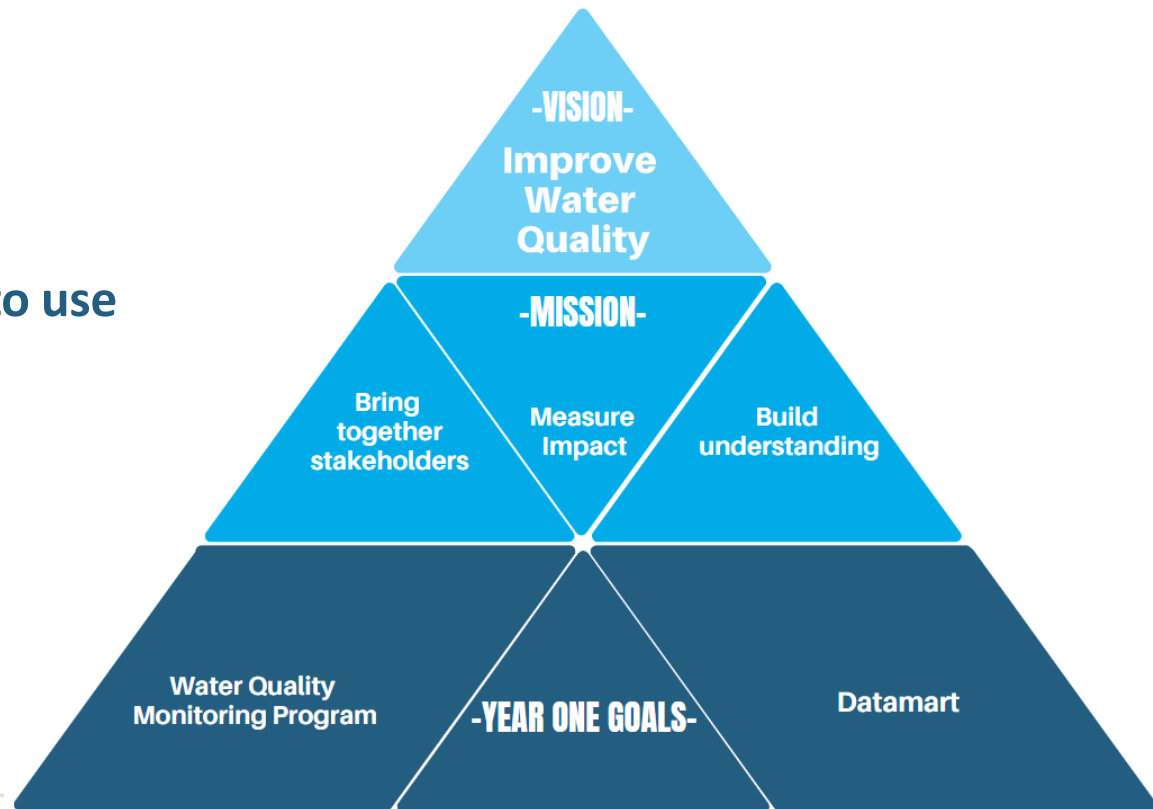 -VISION-
Improve
Water
Quality
to use
-MISSION-
Bring
together
stakeholders
Measure
Impact
Build
understanding
Water Quality
Monitoring Program
-YEAR ONE GOALS-
Datamart